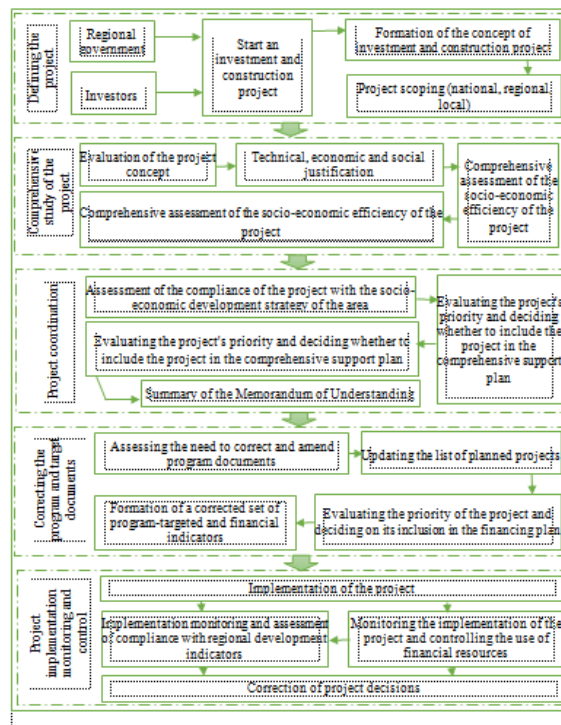 Defining the
project
Regional
government
Investors
Start an
investment and
construction
project
Formation of the concept of
investment and construction project
Project scoping (national, regional
local)
Comprehensive
study of the
project
Evaluation of the project
concept
Technical, economic and social
justification
Comprehensive
assessment of the
socio-economic
efficiency of the
project
Comprehensive assessment of the socio-economic efficiency of the
project
Project coordination
Assessment of the compliance of the project with the socio-
economic development strategy of the area
Evaluating the project's
priority and deciding
whether to include the
project in the
comprehensive support
plan
Evaluating the project's priority and deciding whether to
include the project in the comprehensive support plan
Summary of the Memorandum of Understanding
Correcting the
program and target
documents
Assessing the need to correct and amend
program documents
Updating the list of planned projects
Evaluating the priority of the project and
deciding on its inclusion in the financing plan
Formation of a corrected set of
program-targeted and financial
indicators
Project
implementation
monitoring and
control
Implementation of the project
Implementation monitoring and assessment
of compliance with regional development
indicators
Monitoring the implementation of the
project and controlling the use of
financial resources
Correction of project decisions